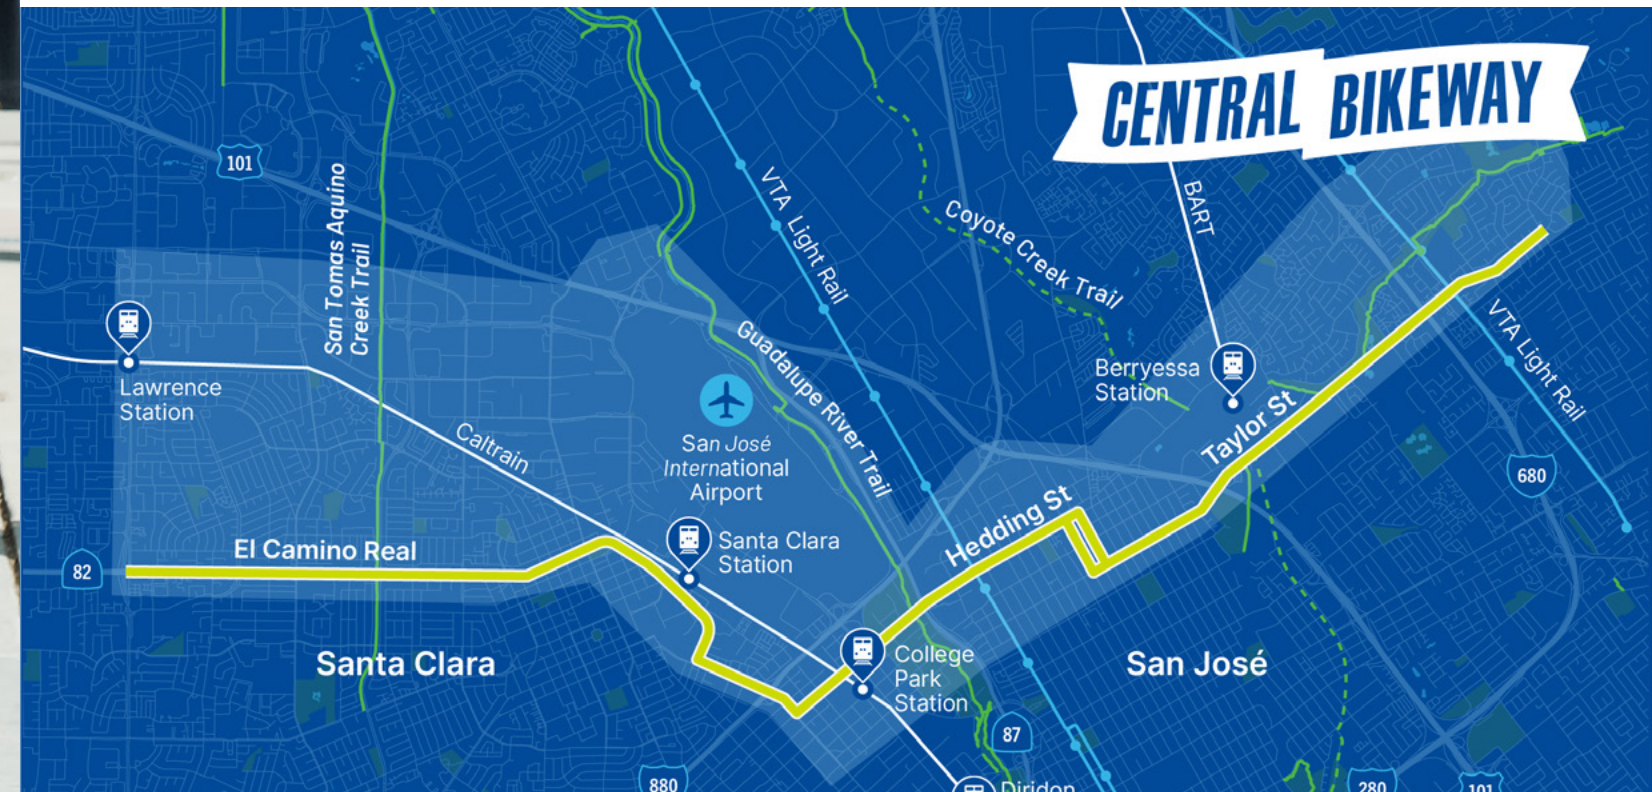 CENTRAL BIKEWAY
101
San Tomas Aquino
Creek Trail
VTA Light Rail
Coyote Creek Trail
BART
Lawrence
Station
Caltrain
San José
International
Airport
Guadalupe River Trail
Berryessa
Station
Taylor St
VTA Light Rail
680
Hedding St
82
El Camino Real
Santa Clara
Station
Santa Clara
College
Park
Station
San José
87
880
Diridon
280
101